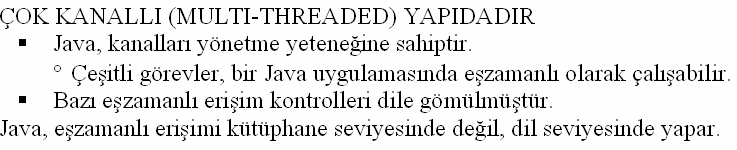 ÇOK KANALLI (MULTI-THREADED) YAPIDADIR
▪ Java, kanalları yönetme yeteneğine sahiptir.
° Çeşitli görevler, bir Java uygulamasında eşzamanlı olarak çalışabilir.
▪ Bazı eşzamanlı erişim kontrolleri dile gömülmüştür.
Java, eşzamanlı erişimi kütüphane seviyesinde değil, dil seviyesinde yapar.